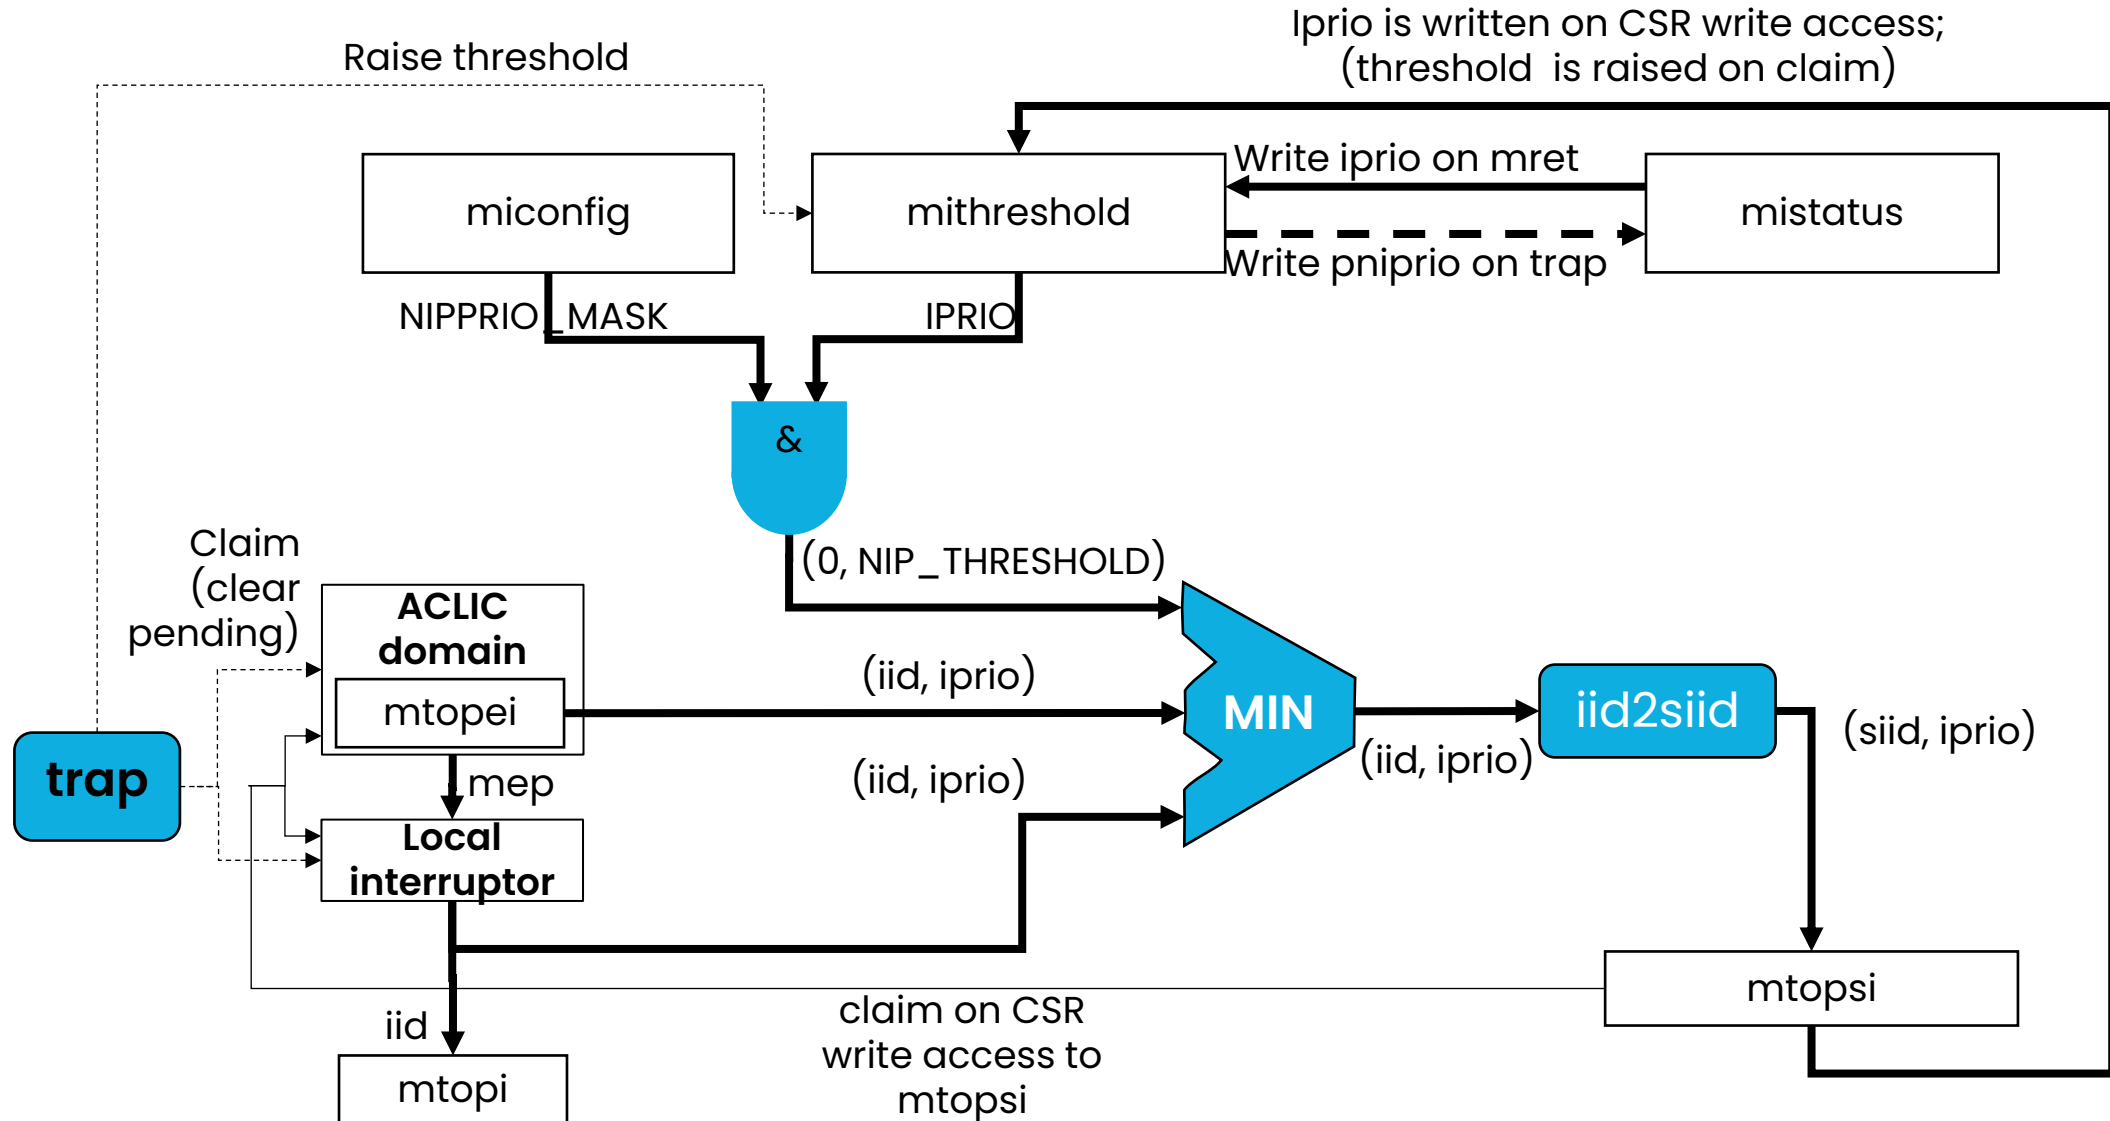 Iprio is written on CSR write access;
(threshold is raised on claim)
Raise threshold
miconfig
mithreshold
Write iprio on mret
Write pniprio on trap
mistatus
NIPPRIO_MASK
IPRIO
&
(0, NIP_THRESHOLD)
Claim
(clear
pending)
ACLIC
domain
mtopei
(iid, iprio)
MIN
iid2siid
(siid, iprio)
(iid, iprio)
trap
mep
(iid, iprio)
Local
interruptor
iid
mtopi
claim on CSR
write access to
mtopsi
mtopsi